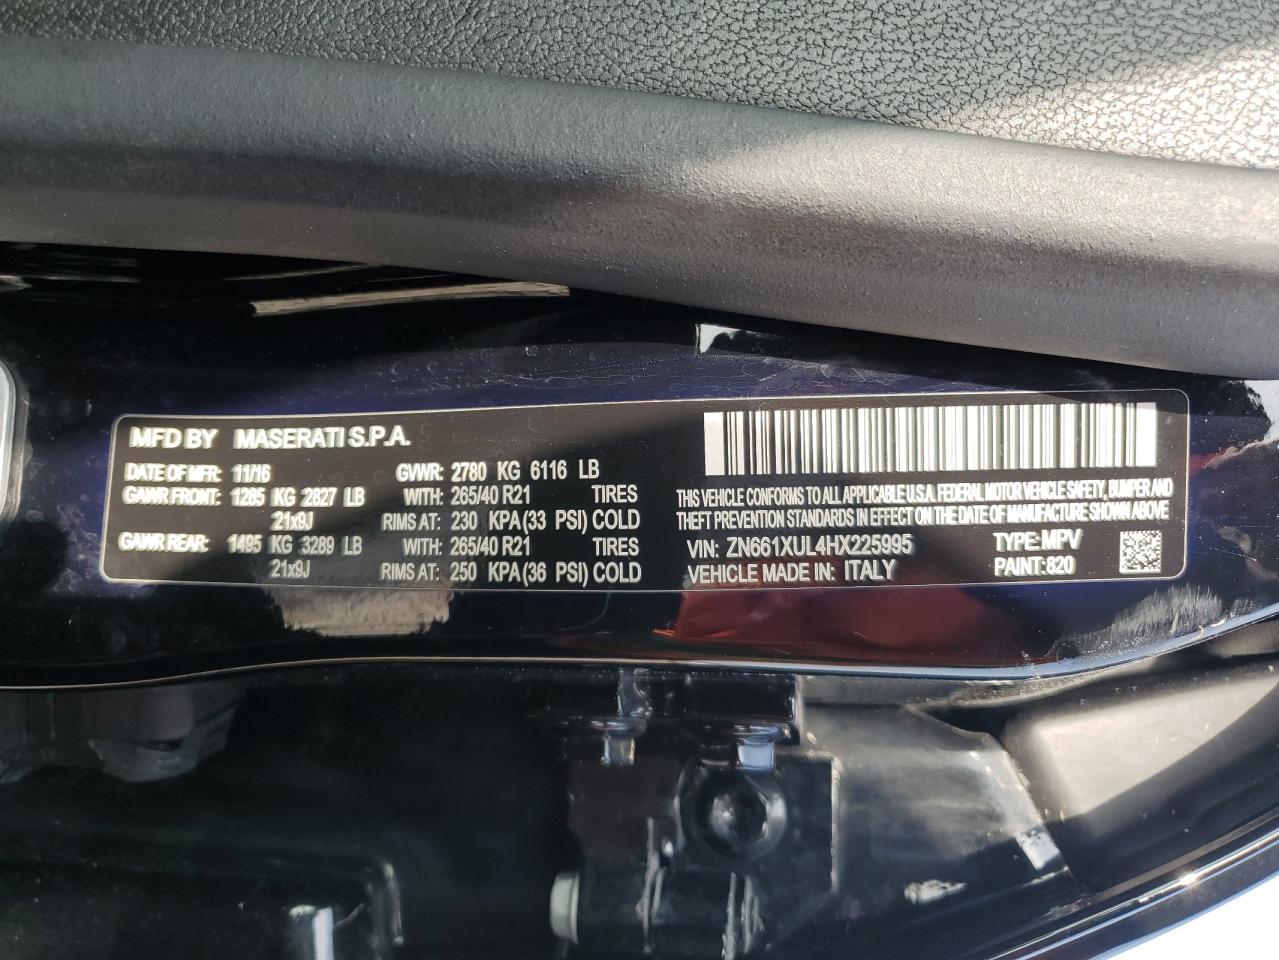 MFD BY MASERATI S.P.A.
DATE OF MFR: 11/16 GVWR: 2780 KG 6116 LB
GAWR FRONT: 1285 KG 2827 LB WITH: 265/40 R21 TIRES
21x9J RIMS AT: 230 KPA(33 PSI) COLD
GAWR REAR: 1495 KG 3289 LB WITH: 265/40 R21 TIRES
21x9J RIMS AT: 250 KPA(36 PSI) COLD
THIS VEHICLE CONFORMS TO ALL APPLICABLE U.S.A. FEDERAL MOTOR VEHICLE SAFETY, BUMPER AND
THEFT PREVENTION STANDARDS IN EFFECT ON THE DATE OF MANUFACTURE SHOWN ABOVE
VIN: ZN661XUL4HX225995 TYPE: MPV
VEHICLE MADE IN: ITALY PAINT: 820